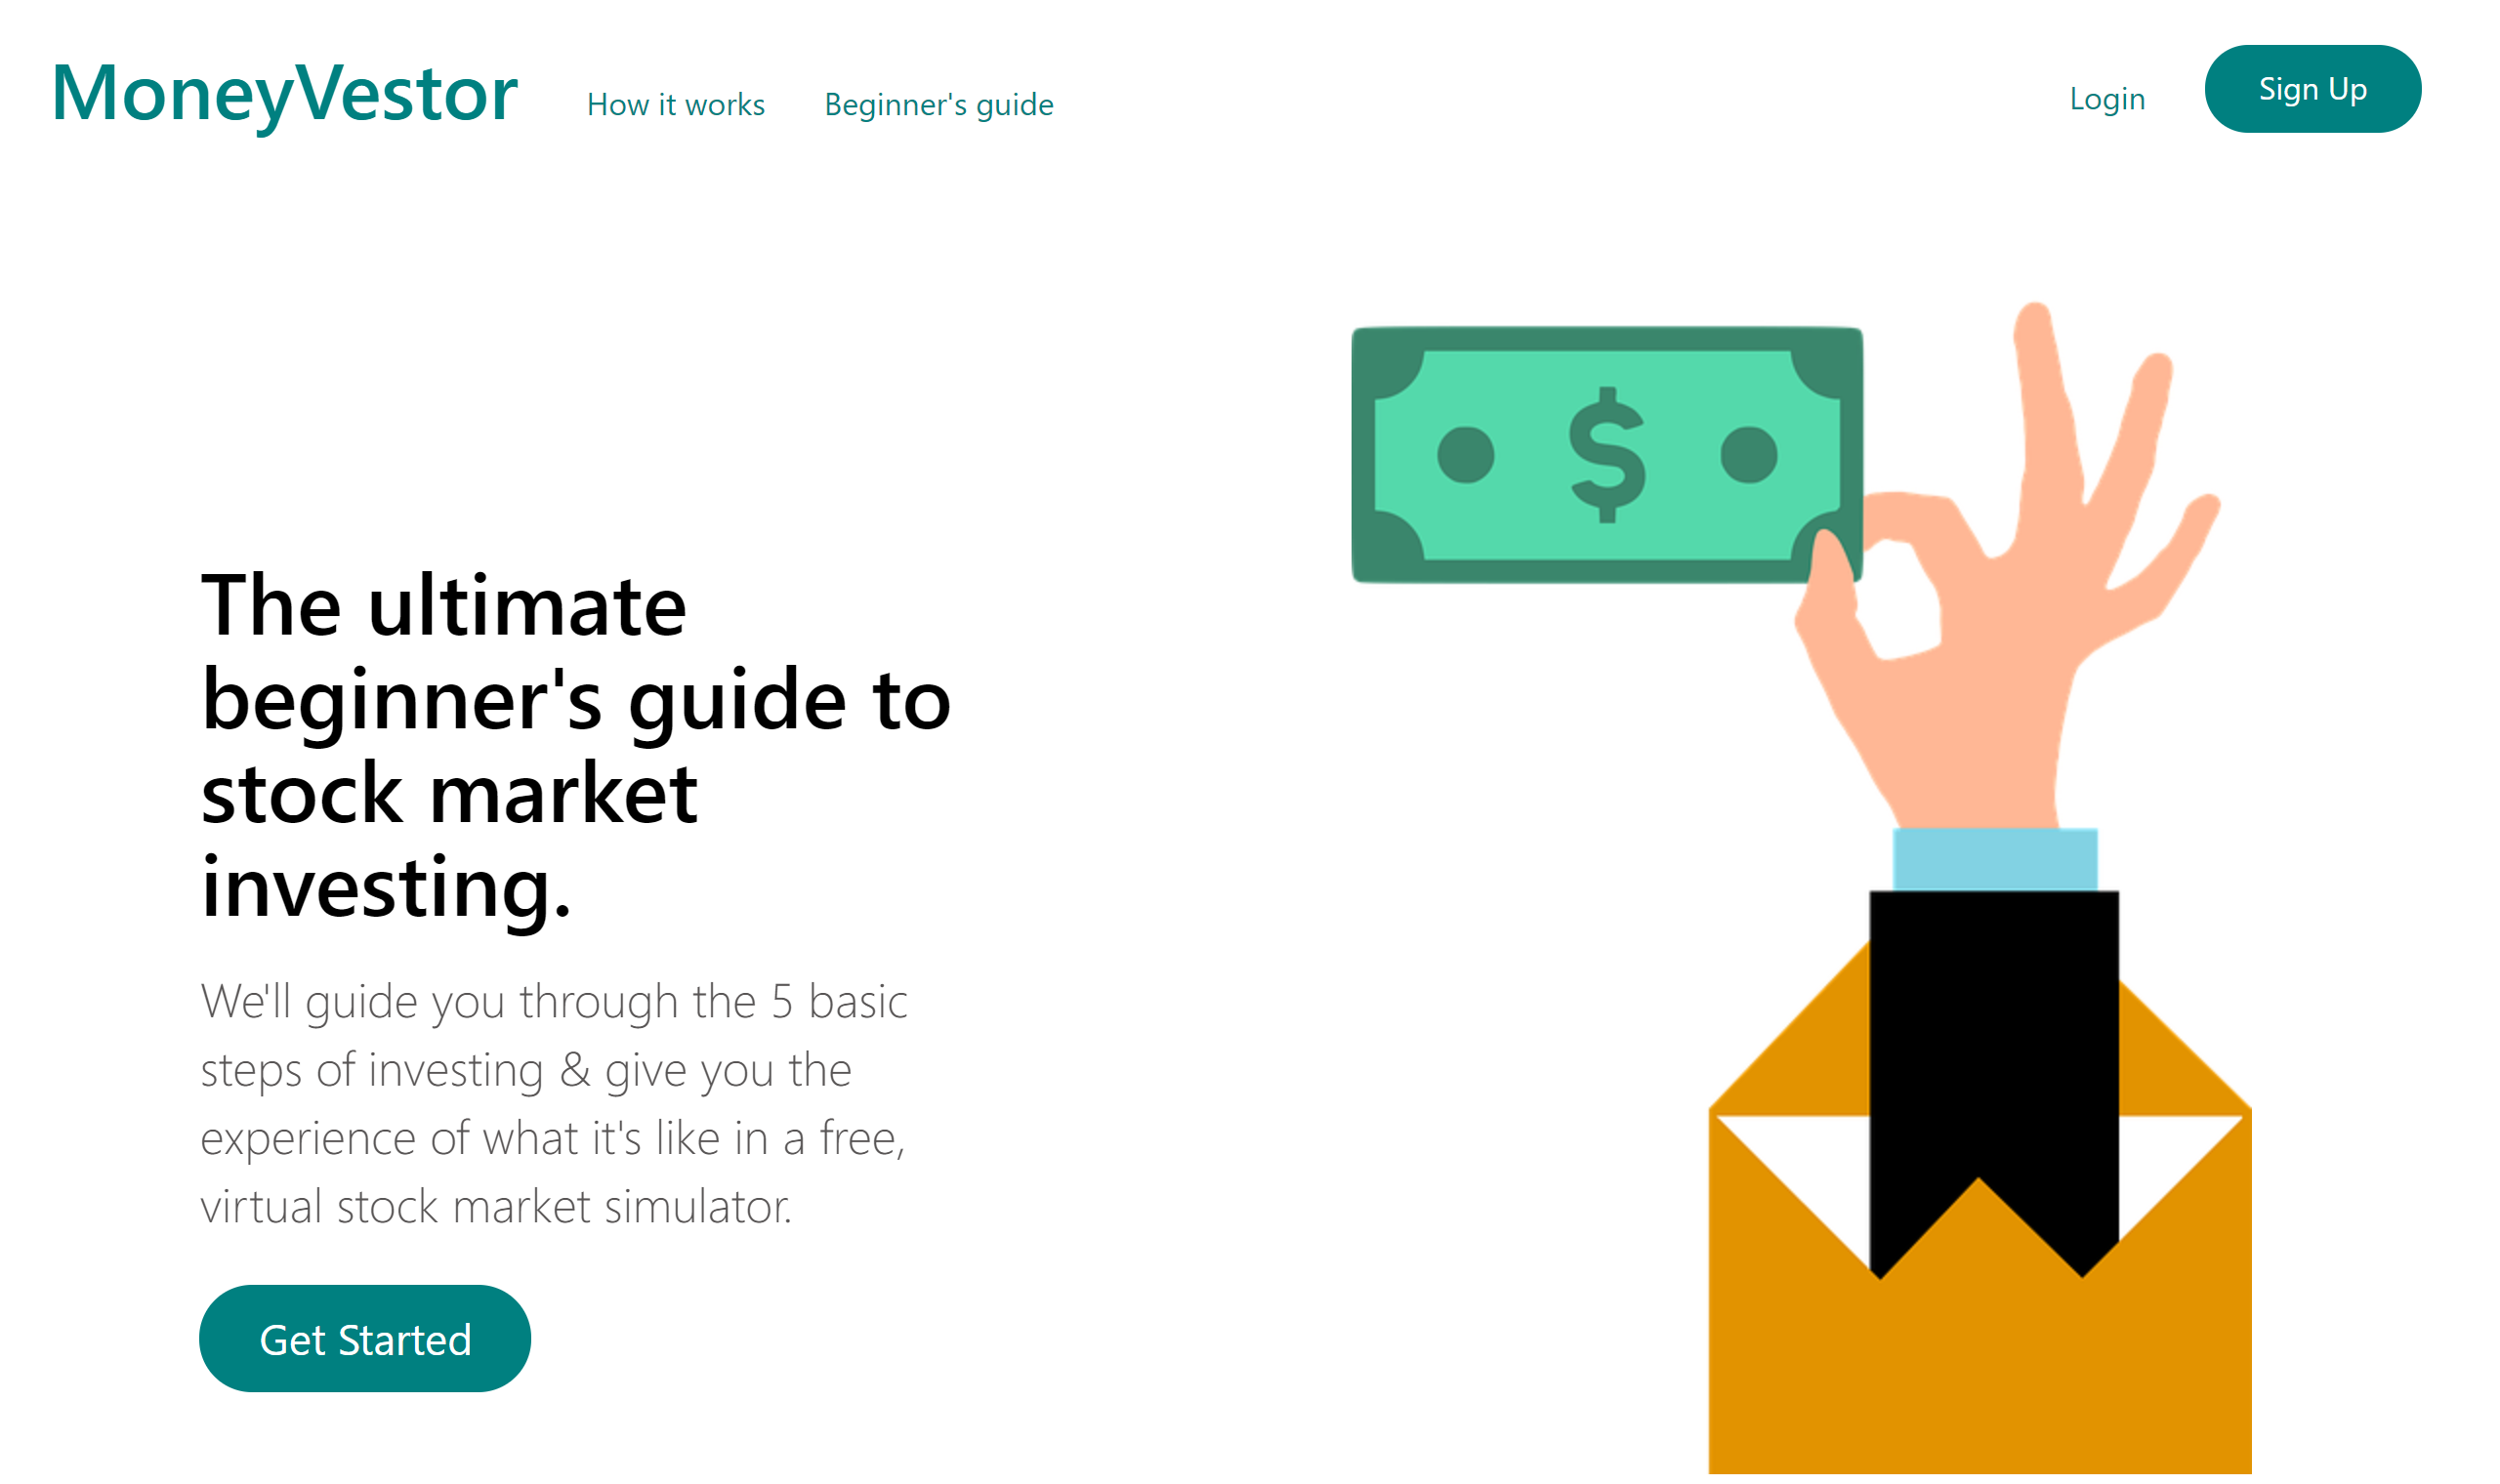 MoneyVestor
How it works
Beginner's guide
Login
Sign Up
$
The ultimate
beginner's guide to
stock market
investing.
We'll guide you through the 5 basic
steps of investing & give you the
experience of what it's like in a free,
virtual stock market simulator.
Get Started